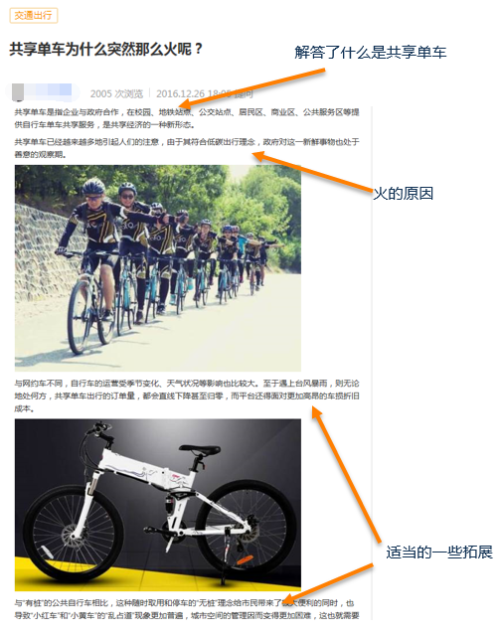 交通出行
共享单车为什么突然那么火呢？
解答了什么是共享单车
2005 次浏览 2016.12.26 18:
共享单车是指企业与政府合作，在校园、地铁站点、公交站点、居民区、商业区、公共服务区等提
供自行车单车共享服务，是共享经济的一种新形态。
共享单车已经越来越多地引起人们的注意，由于其符合低碳出行理念，政府对这一新鲜事物也处于
善意的观察期。
火的原因
与网约车不同，自行车的运营受季节变化、天气状况等影响也比较大。至于遇上台风暴雨，则无论
地处何方，共享单车出行的订单量，都会直线下降甚至归零，而平台还得面对更加高昂的车损折旧
成本。
适当的一些拓展
与"有桩"的公共自行车相比，这种随时取用和停车的"无桩"理念给市民带来了极大便利的同时，也
导致"小红车"和"小黄车"的"乱占道"现象更加普遍，城市空间的管理因而变得更加困难，这也就需要